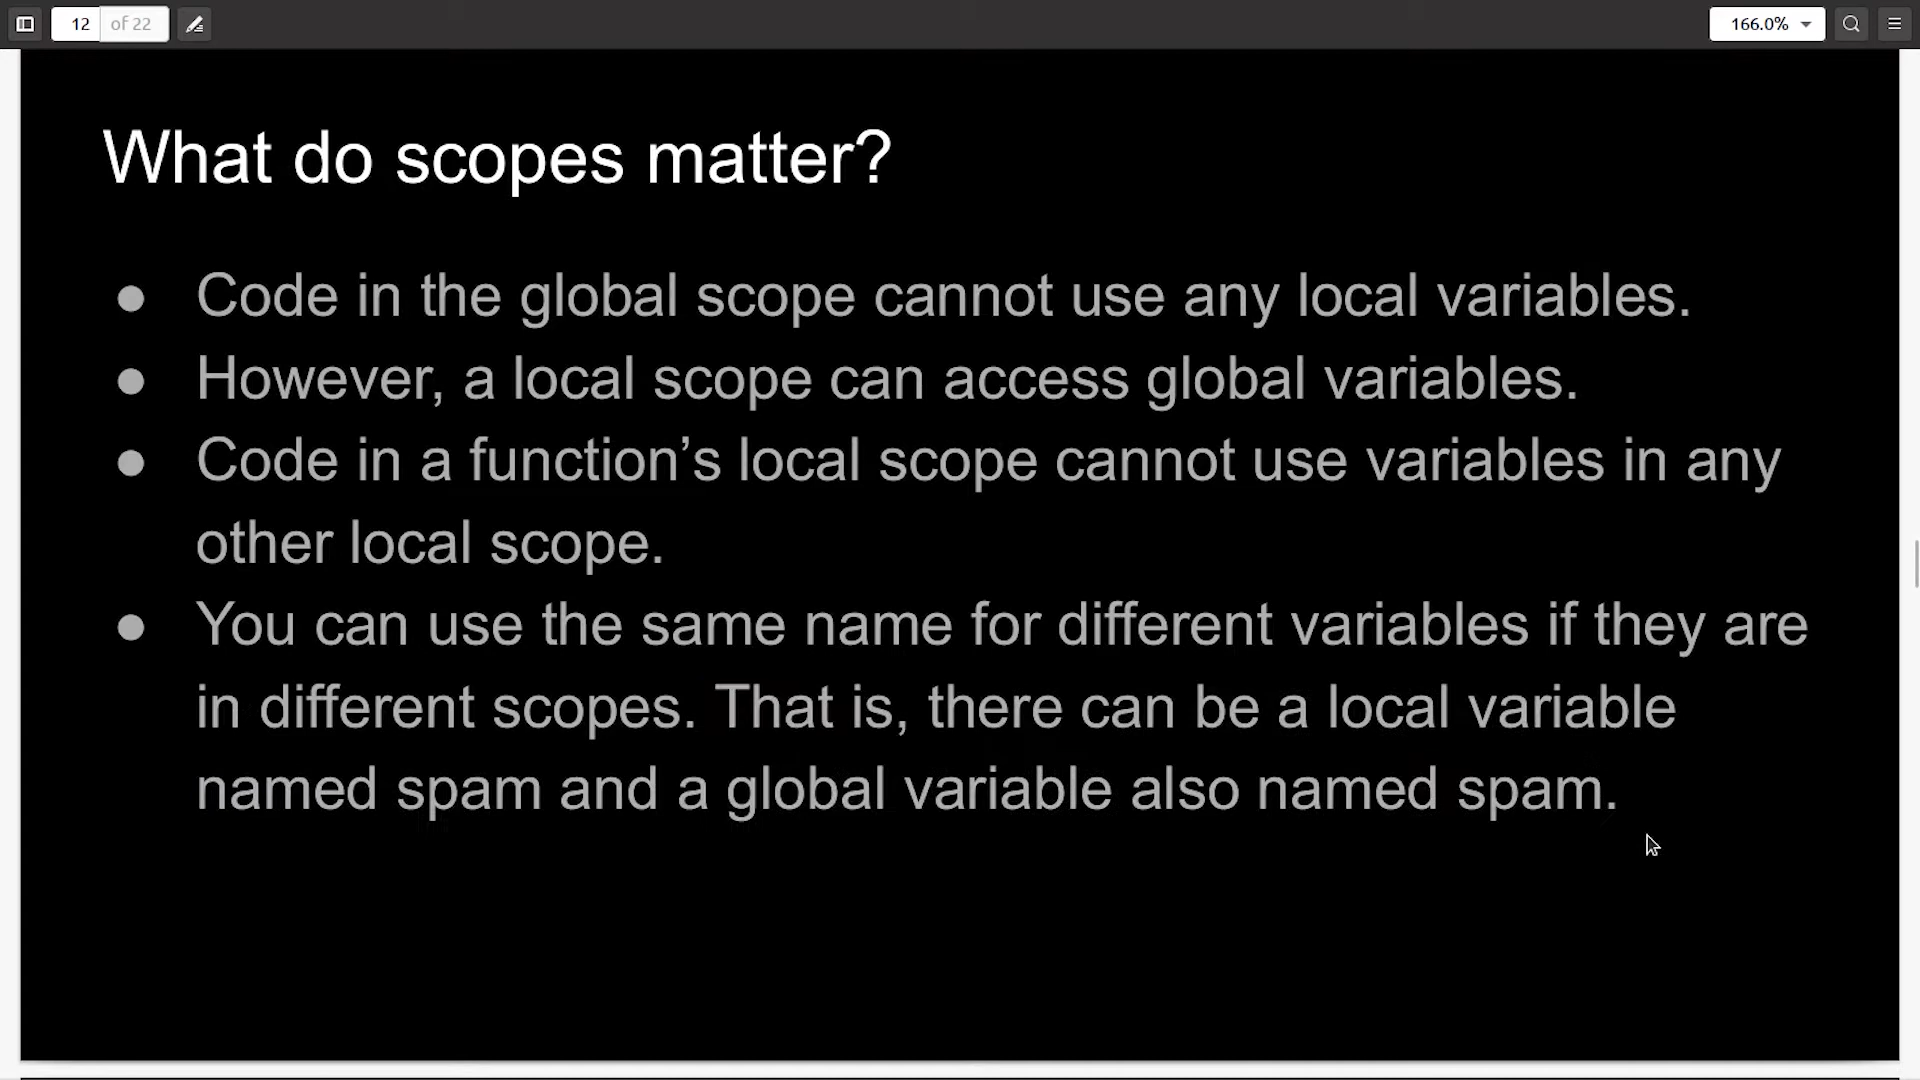 12 of 22
166.0%
What do scopes matter?
● Code in the global scope cannot use any local variables.
● However, a local scope can access global variables.
● Code in a function’s local scope cannot use variables in any
other local scope.
● You can use the same name for different variables if they are
in different scopes. That is, there can be a local variable
named spam and a global variable also named spam.